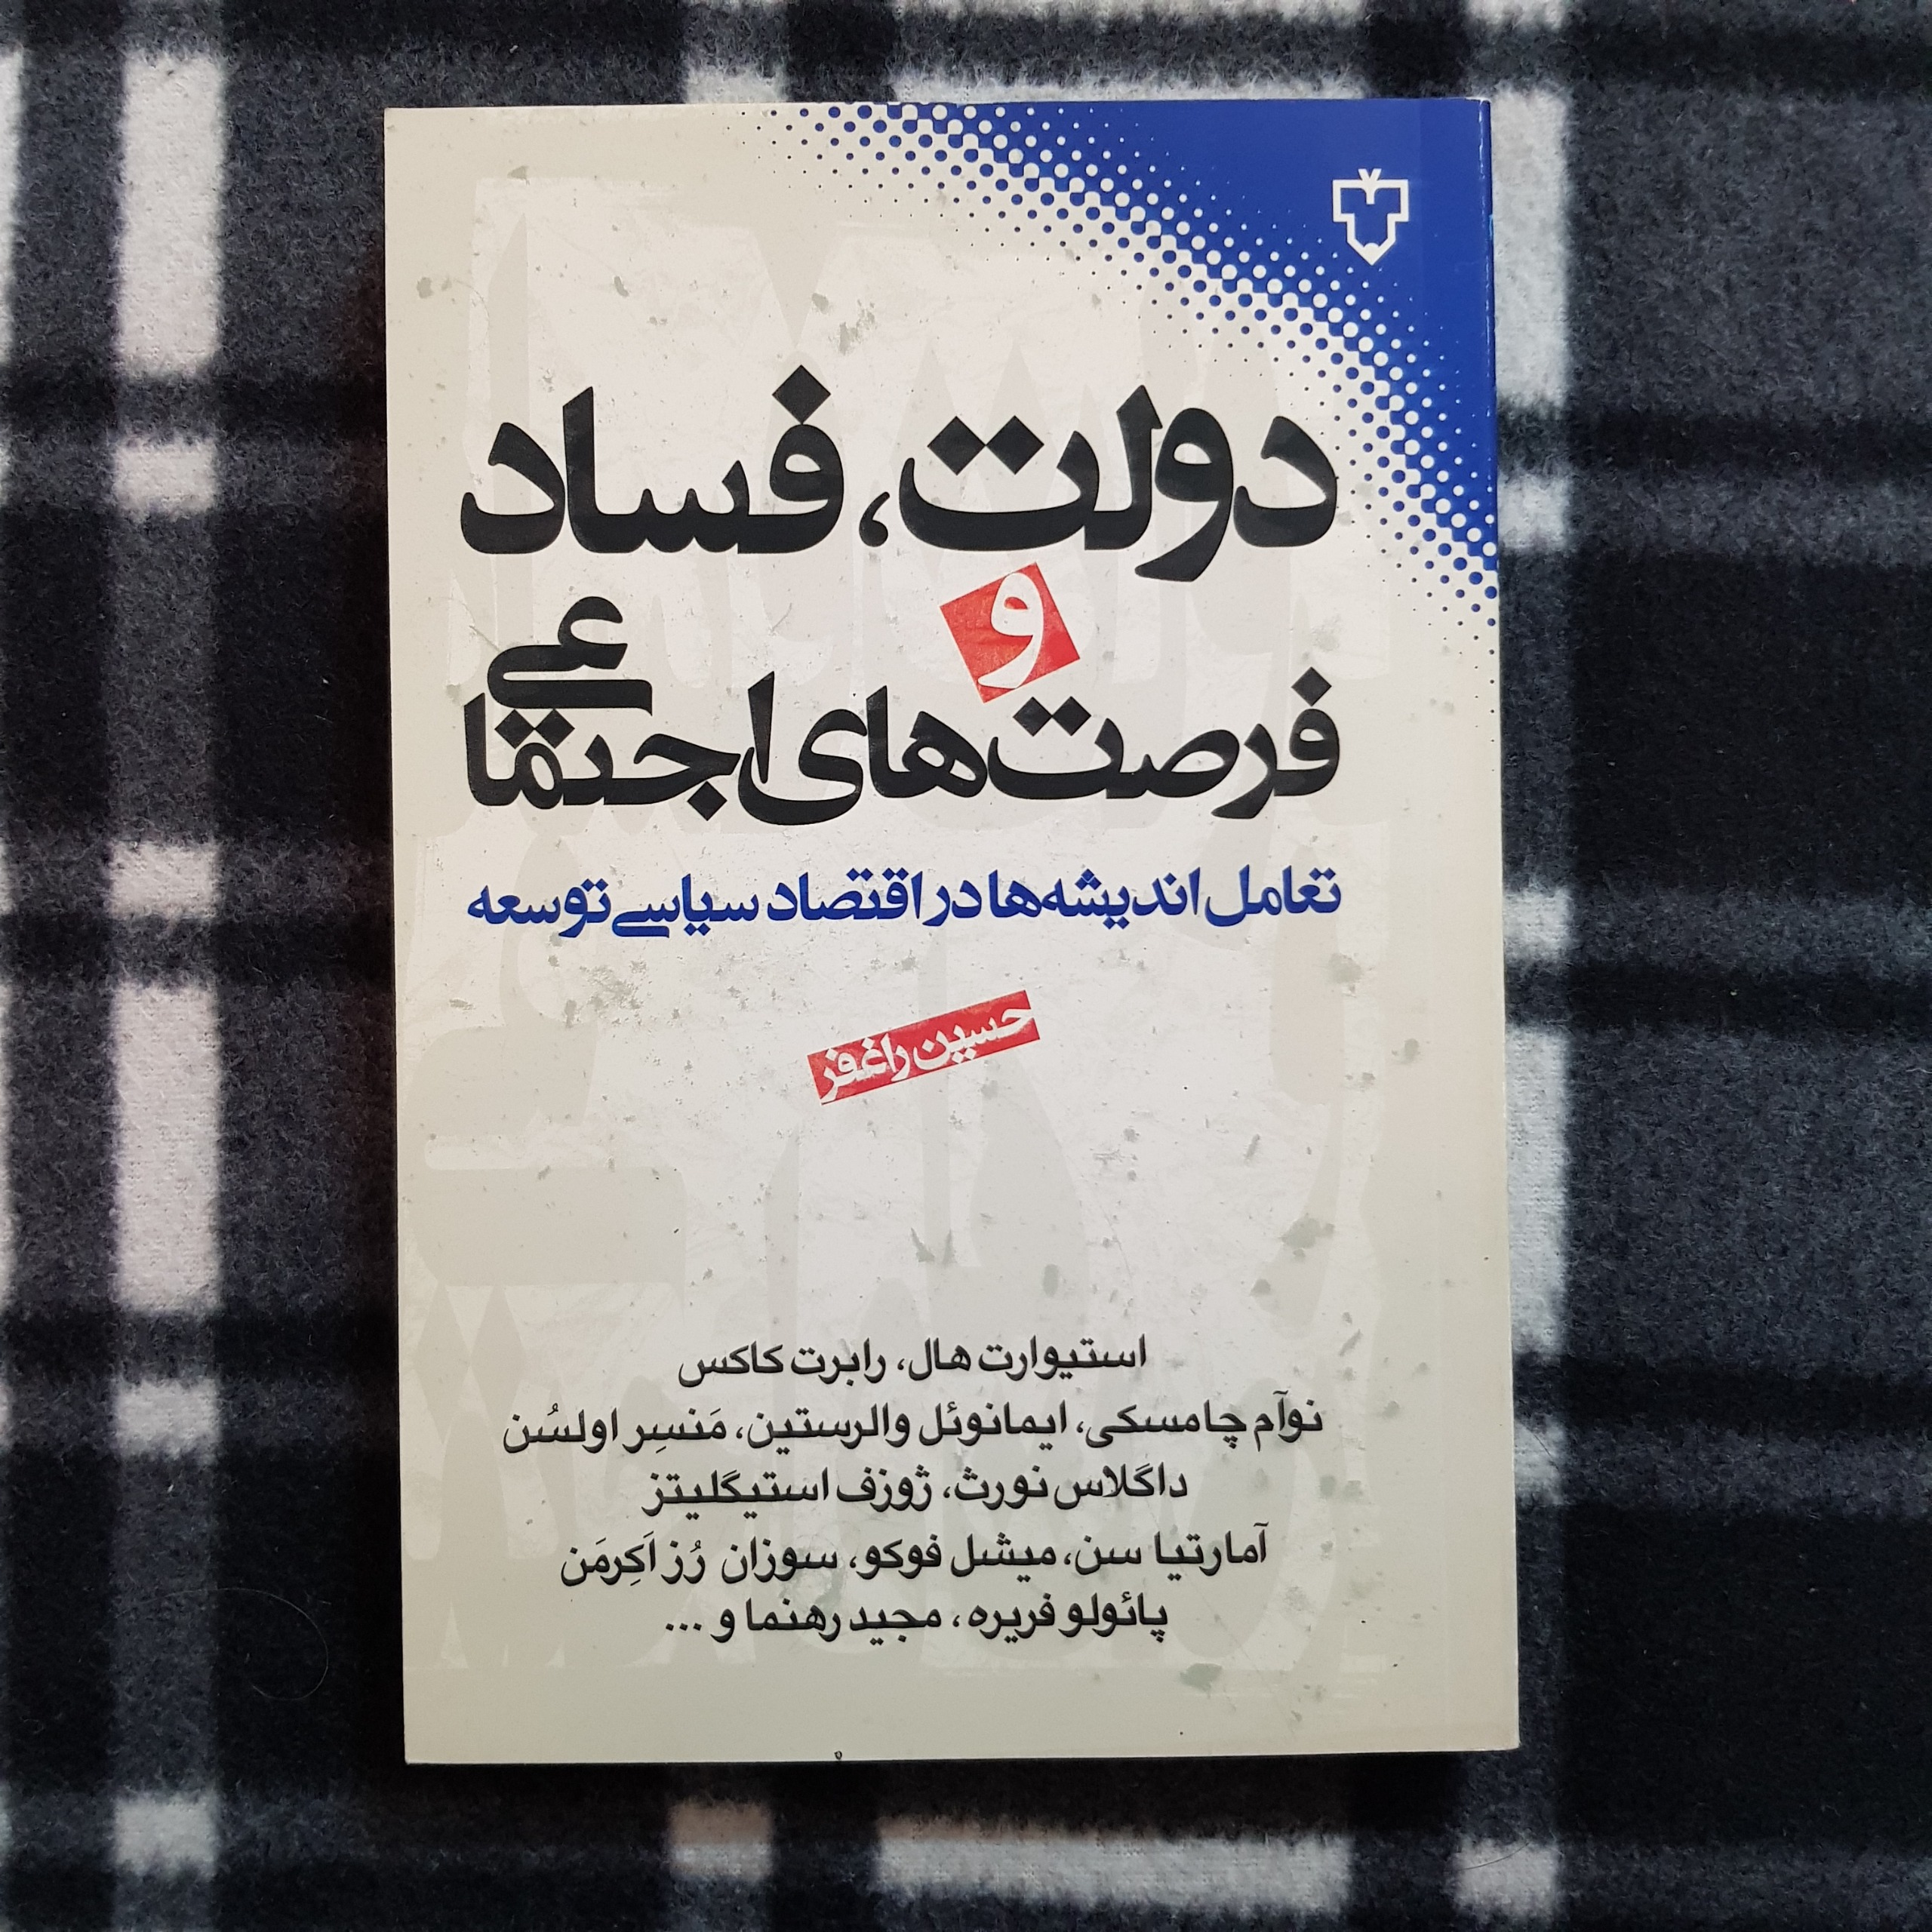 دولت، فساد
و
فرصت‌های اجتماعی
تعامل اندیشه‌ها در اقتصاد سیاسی توسعه
حسین راغفر
استیوارت هال، رابرت کاکس
نوآم چامسکی، ایمانوئل والرستین، مَنسِر اولسُن
داگلاس نورث، ژوزف استیگلیتز
آمارتیا سن، میشل فوکو، سوزان رُز اَکِرمَن
پائولو فریره، مجید رهنما و ...